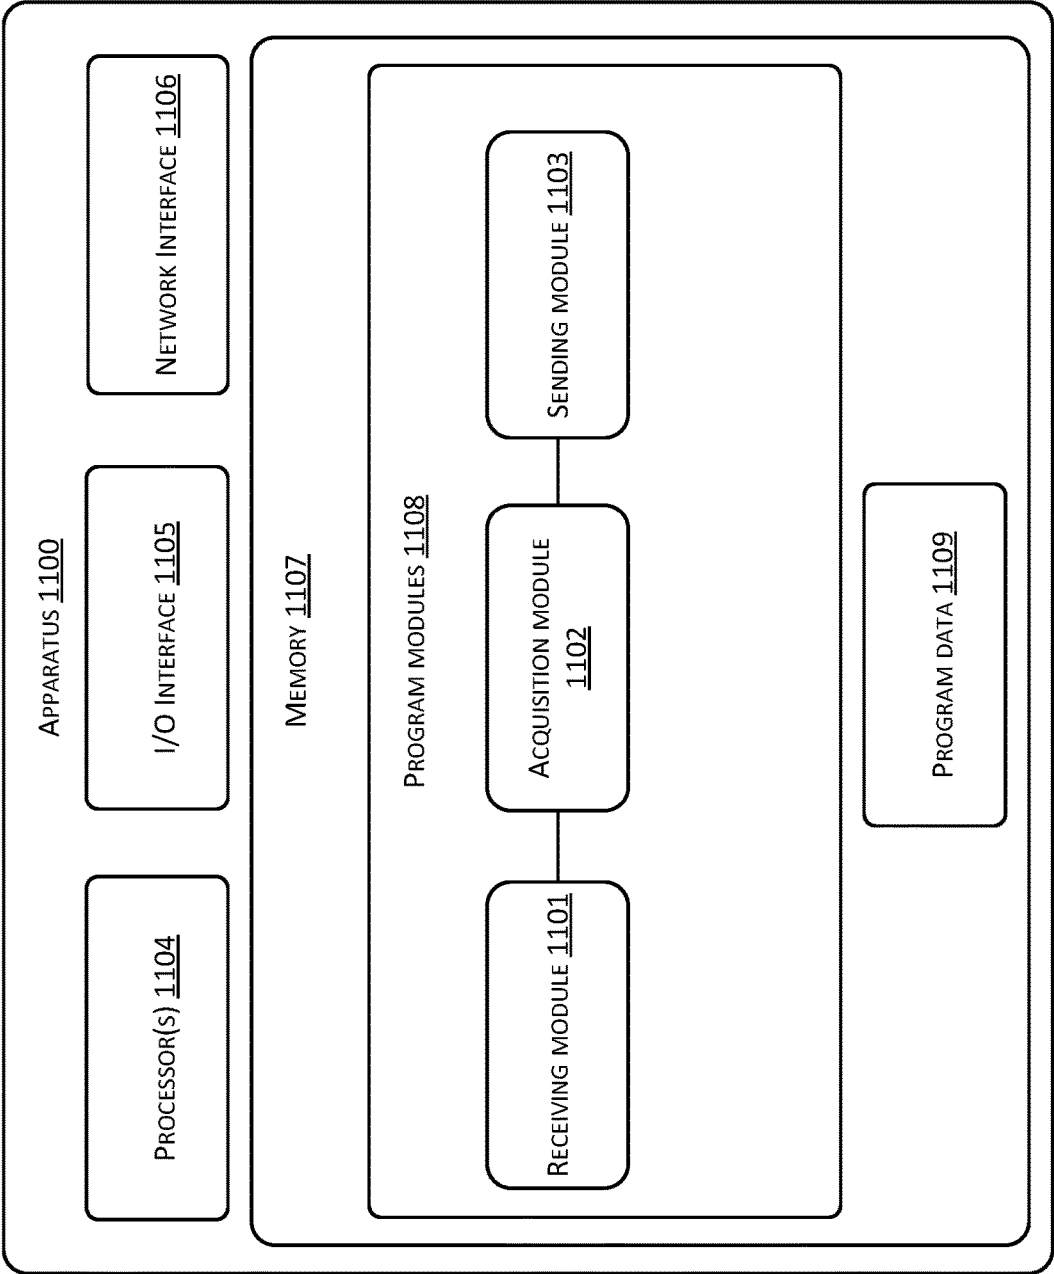 APPARATUS 1100
PROCESSOR(S) 1104
I/O INTERFACE 1105
NETWORK INTERFACE 1106
MEMORY 1107
PROGRAM MODULES 1108
RECEIVING MODULE 1101
ACQUISITION MODULE
1102
SENDING MODULE 1103
PROGRAM DATA 1109